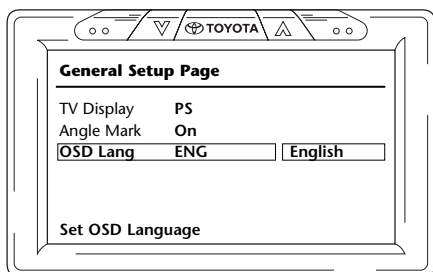 TOYOTA
General Setup Page
TV Display PS
Angle Mark On
OSD Lang ENG English
Set OSD Language